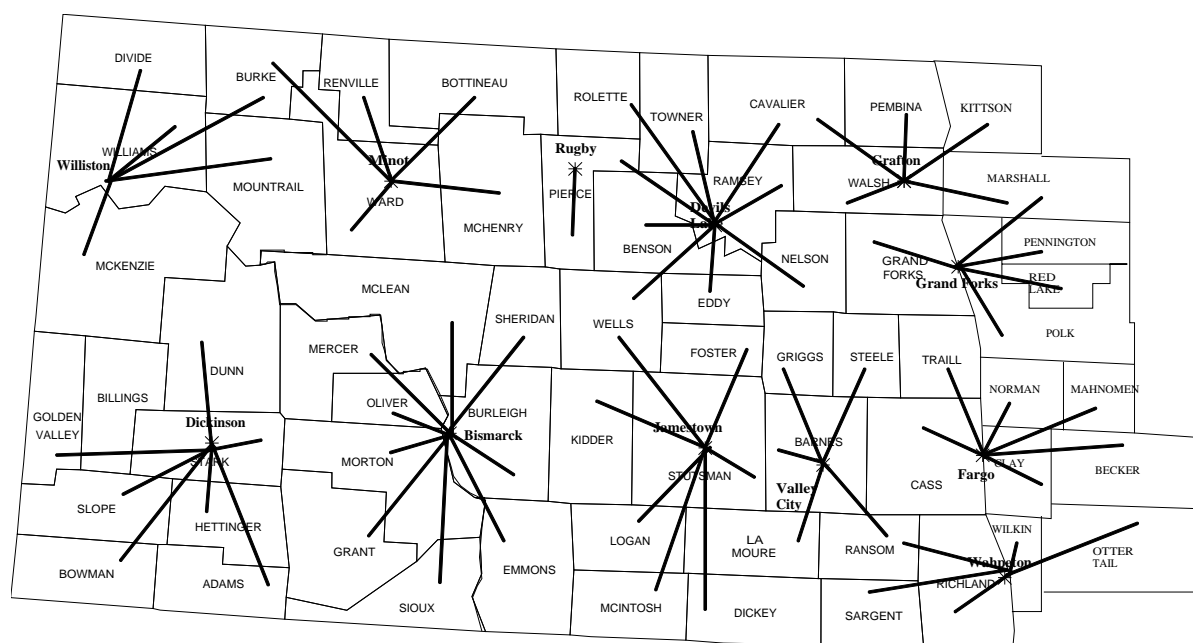 DIVIDE
BURKE
RENVILLE
BOTTINEAU
ROLETTE
TOWNER
CAVALIER
PEMBINA
KITTSON
WILLIAMS
Williston
MOUNTRAIL
Minot
WARD
MCHENRY
Rugby
PIERCE
BENSON
RAMSEY
Devils
Lake
Grafton
WALSH
MARSHALL
MCKENZIE
MCLEAN
SHERIDAN
WELLS
EDDY
NELSON
GRAND
FORKS
Grand Forks
PENNINGTON
RED
LAKE
POLK
DUNN
MERCER
OLIVER
FOSTER
GRIGGS
STEELE
TRAILL
NORMAN
MAHNOMEN
GOLDEN
VALLEY
BILLINGS
Dickinson
STARK
MORTON
BURLEIGH
Bismarck
KIDDER
Jamestown
STUTSMAN
BARNES
Valley
City
CASS
Fargo
CLAY
BECKER
SLOPE
HETTINGER
GRANT
EMMONS
LOGAN
LA
MOURE
RANSOM
WILKIN
Wahpeton
RICHLAND
OTTER
TAIL
BOWMAN
ADAMS
SIOUX
MCINTOSH
DICKEY
SARGENT